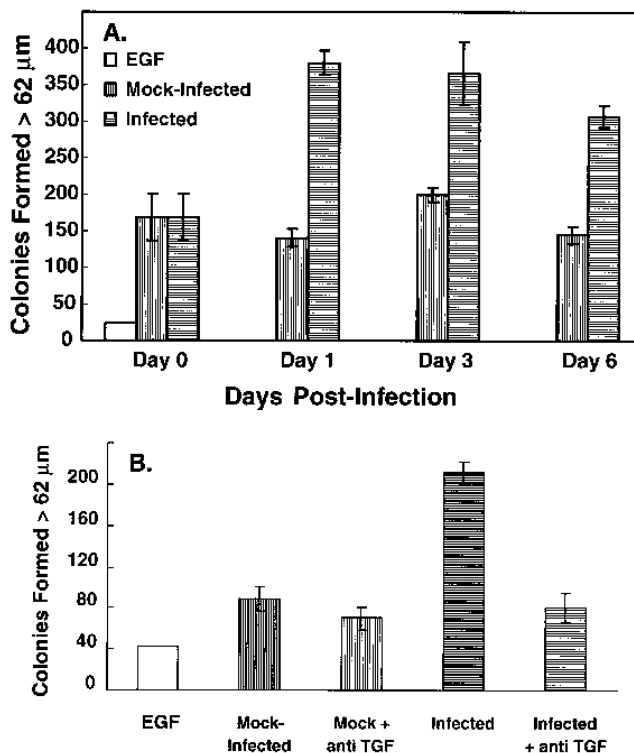 A.
EGF
Mock-Infected
Infected
Colonies Formed > 62 μm
400
350
300
250
200
150
100
50
0
Day 0 Day 1 Day 3 Day 6
Days Post-Infection
B.
Colonies Formed > 62 μm
200
160
120
80
40
0
EGF Mock- Mock + Infected Infected
Infected anti TGF + anti TGF